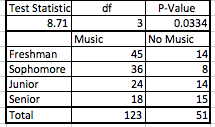 Test Statistic df P-Value
8.71 3 0.0334
Music No Music
Freshman 45 14
Sophomore 36 8
Junior 24 14
Senior 18 15
Total 123 51